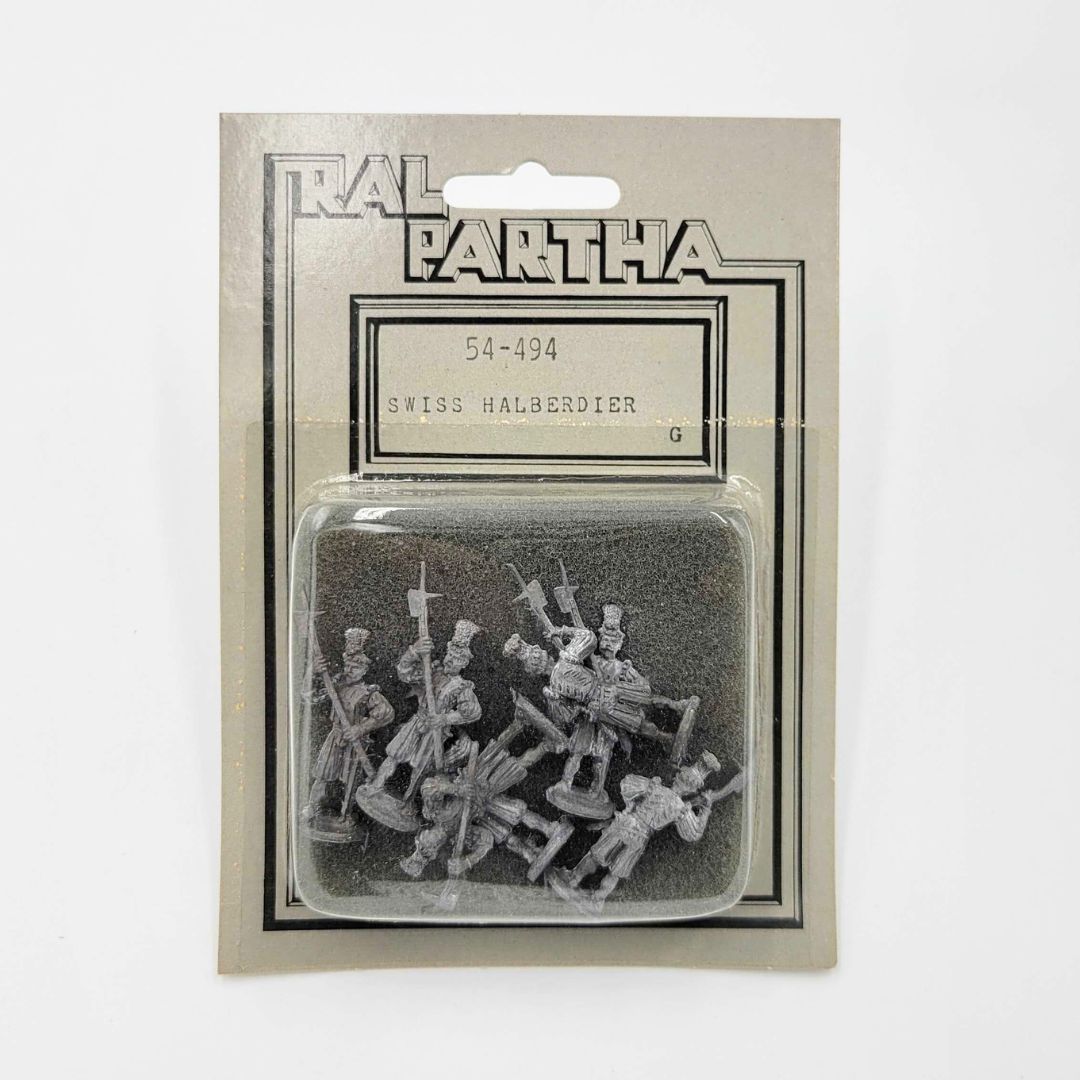 RAL
PARTHA
54-494
SWISS HALBERDIER
G